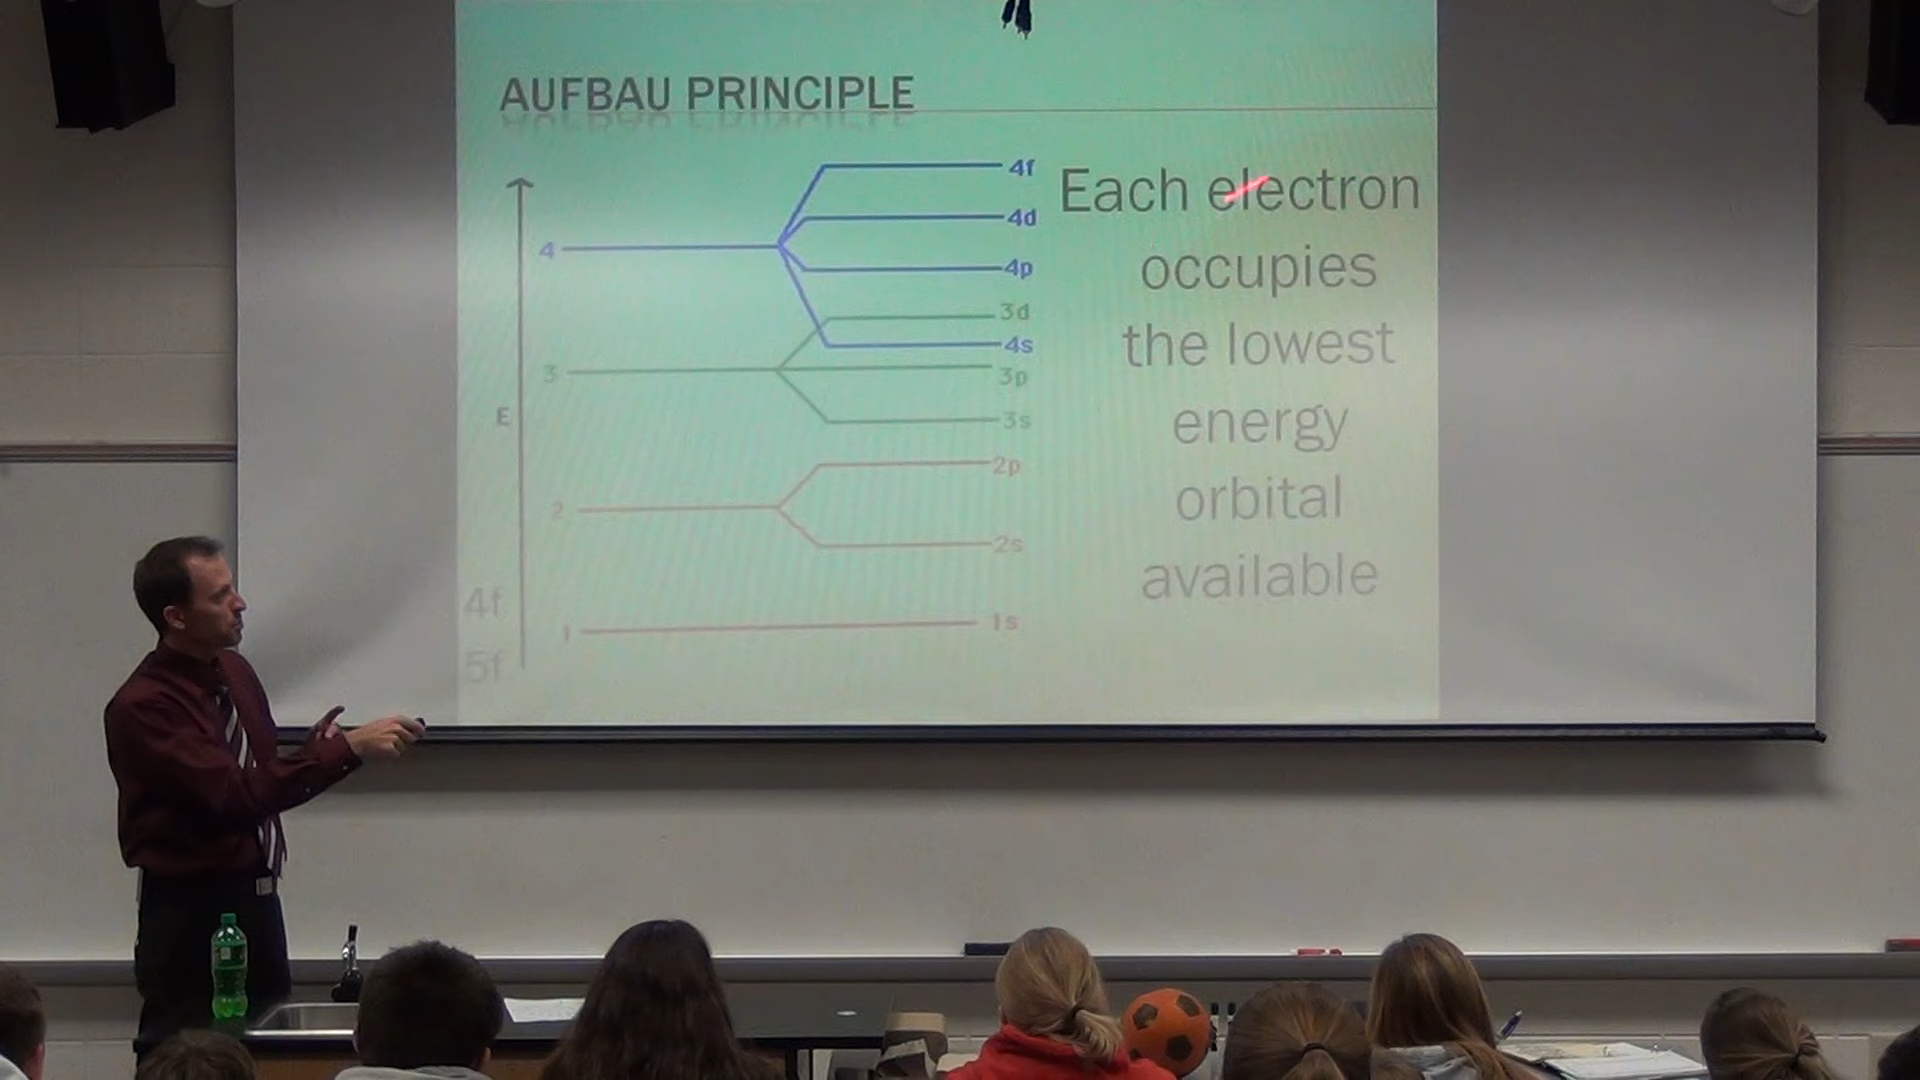 AUFBAU PRINCIPLE
4f
4d
4
4p
3d
4s
3
3p
E
3s
2p
2
2s
4f
1
1s
5f
Each electron
occupies
the lowest
energy
orbital
available